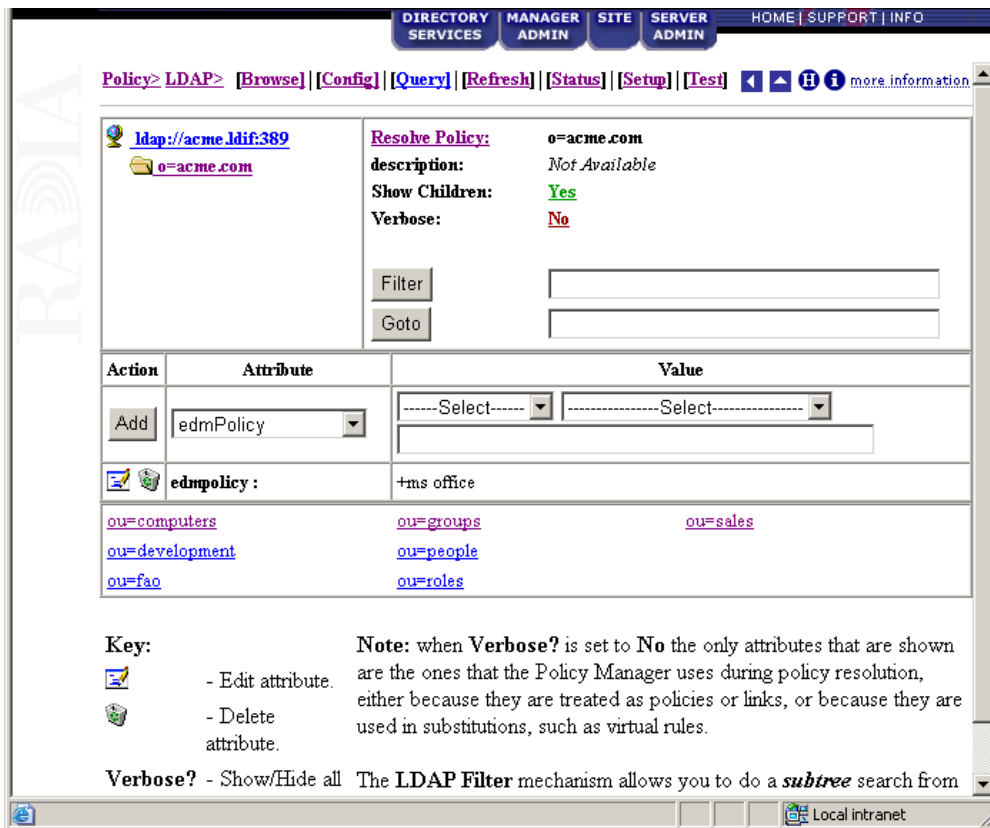 DIRECTORY SERVICES MANAGER ADMIN SITE SERVER ADMIN HOME | SUPPORT | INFO
RADIA
Policy> LDAP> [Browse] | [Config] | [Query] | [Refresh] | [Status] | [Setup] | [Test] H i more information
ldap://acme.ldif:389
o=acme.com
Resolve Policy: o=acme.com
description: Not Available
Show Children: Yes
Verbose: No
Filter
Goto
Action Attribute Value
Add edmPolicy ------Select------ ----------------Select----------------
edmpolicy : +ms office
ou=computers ou=groups ou=sales
ou=development ou=people
ou=fao ou=roles
Key:
- Edit attribute.
- Delete
attribute.
Verbose? - Show/Hide all
Note: when Verbose? is set to No the only attributes that are shown
are the ones that the Policy Manager uses during policy resolution,
either because they are treated as policies or links, or because they are
used in substitutions, such as virtual rules.
The LDAP Filter mechanism allows you to do a subtree search from
Local intranet